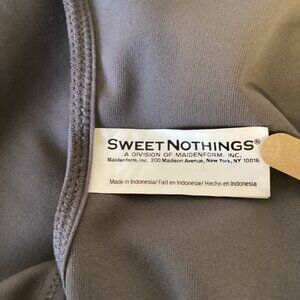 SWEET NOTHINGS®
A DIVISION OF MAIDENFORM, INC.
Maidenform, Inc. 200 Madison Avenue, New York, NY 10016
Made in Indonesia/ Fait en Indonésie/ Hecho en Indonesia